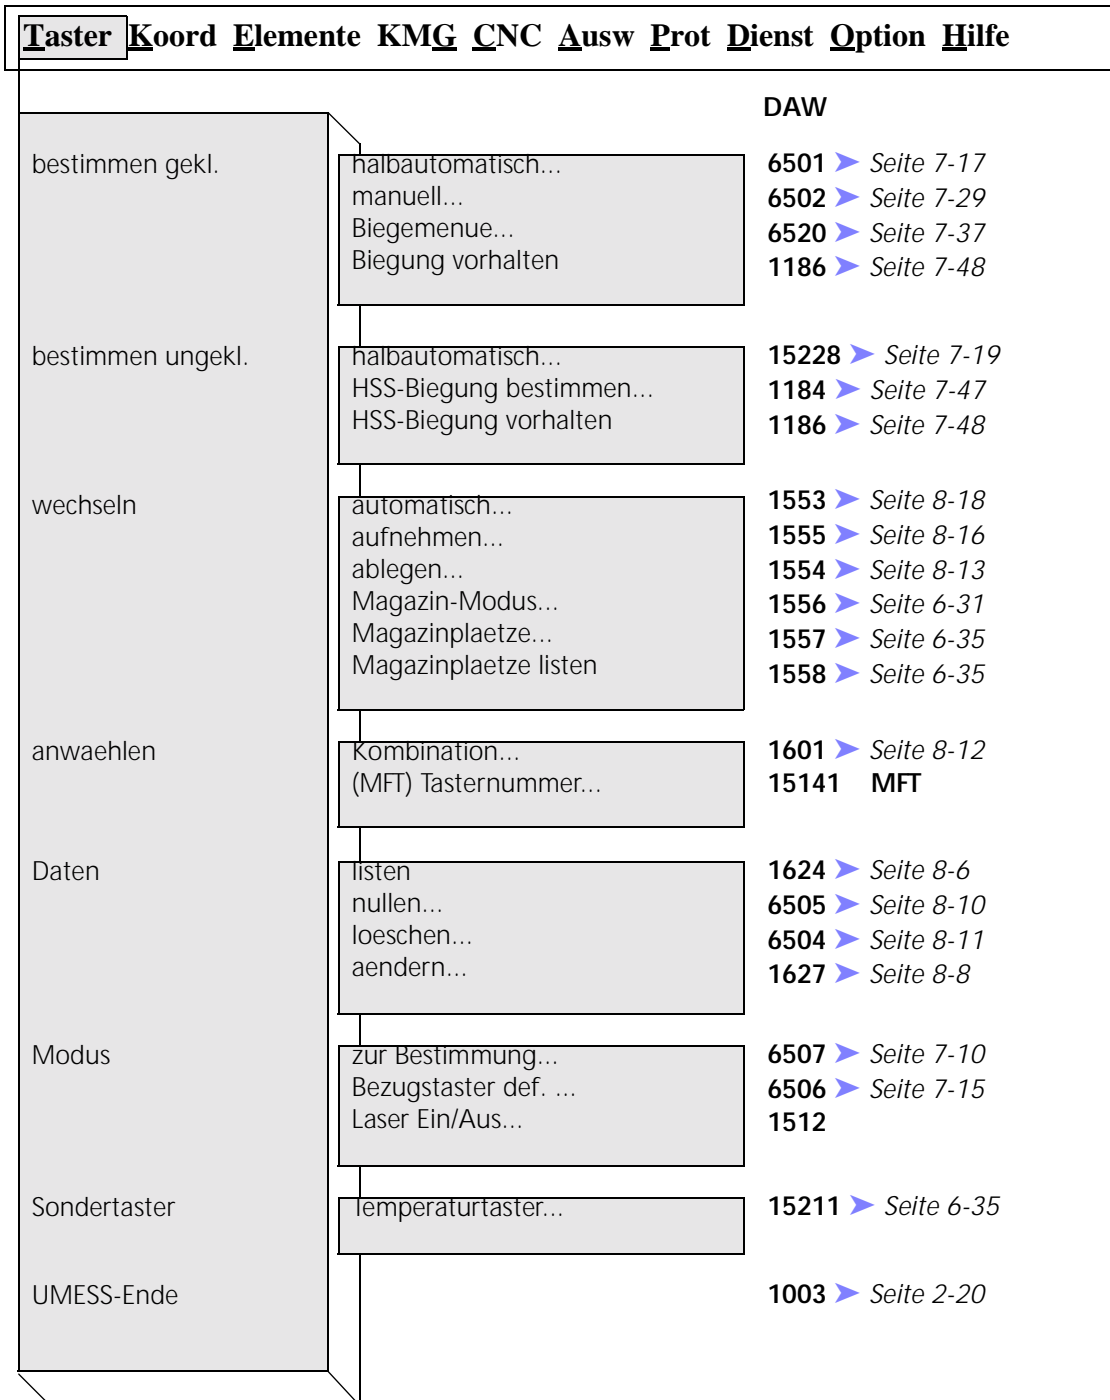 Taster Koord Elemente KMG CNC Ausw Prot Dienst Option Hilfe
DAW
bestimmen gekl. halbautomatisch... 6501 ➤ Seite 7-17
manuell... 6502 ➤ Seite 7-29
Biegemenue... 6520 ➤ Seite 7-37
Biegung vorhalten 1186 ➤ Seite 7-48
bestimmen ungekl. halbautomatisch... 15228 ➤ Seite 7-19
HSS-Biegung bestimmen... 1184 ➤ Seite 7-47
HSS-Biegung vorhalten 1186 ➤ Seite 7-48
wechseln automatisch... 1553 ➤ Seite 8-18
aufnehmen... 1555 ➤ Seite 8-16
ablegen... 1554 ➤ Seite 8-13
Magazin-Modus... 1556 ➤ Seite 6-31
Magazinplaetze... 1557 ➤ Seite 6-35
Magazinplaetze listen 1558 ➤ Seite 6-35
anwaehlen Kombination... 1601 ➤ Seite 8-12
(MFT) Tasternummer... 15141 MFT
Daten listen 1624 ➤ Seite 8-6
nullen... 6505 ➤ Seite 8-10
loeschen... 6504 ➤ Seite 8-11
aendern... 1627 ➤ Seite 8-8
Modus zur Bestimmung... 6507 ➤ Seite 7-10
Bezugstaster def. ... 6506 ➤ Seite 7-15
Laser Ein/Aus... 1512
Sondertaster Temperaturtaster... 15211 ➤ Seite 6-35
UMESS-Ende 1003 ➤ Seite 2-20